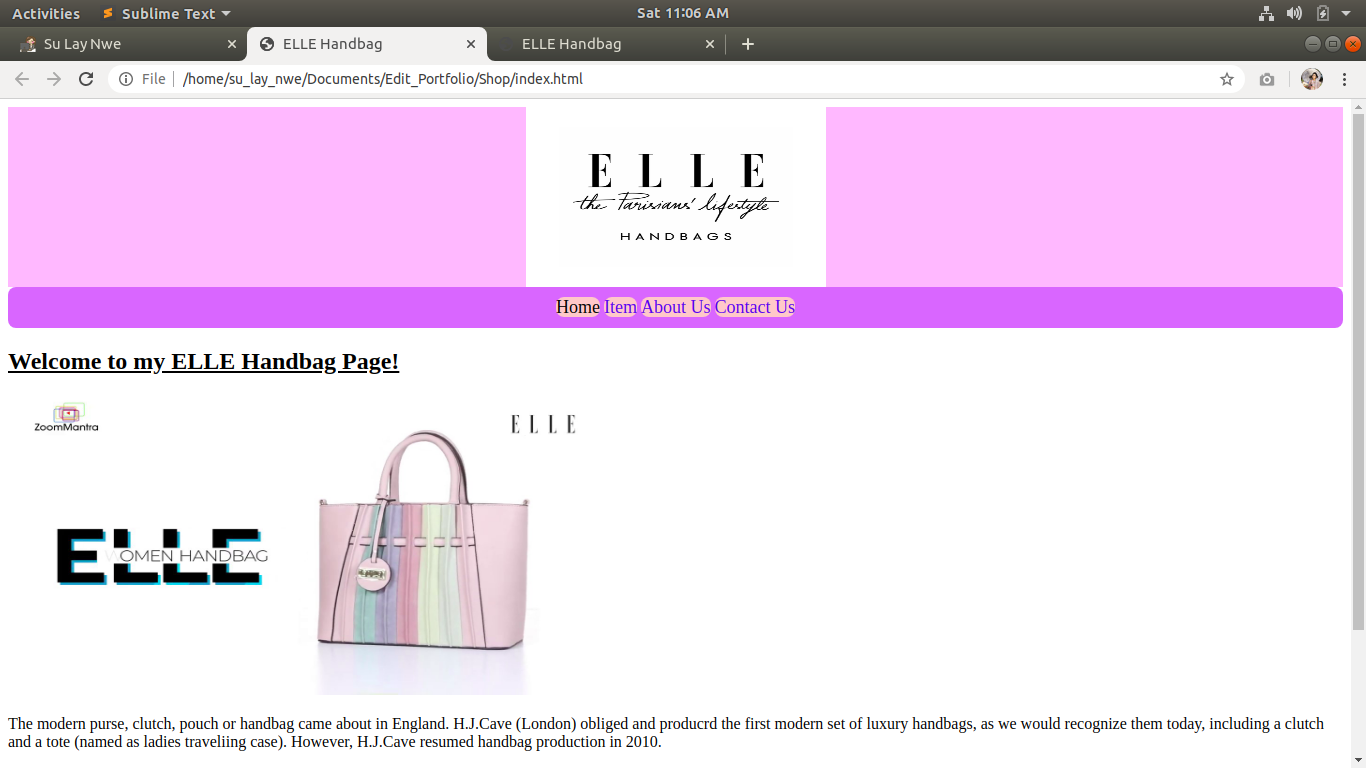 Activities Sublime Text Sat 11:06 AM
Su Lay Nwe ELLE Handbag ELLE Handbag
File /home/su_lay_nwe/Documents/Edit_Portfolio/Shop/index.html
E L L E
the Parisians' lifestyle
HANDBAGS
Home Item About Us Contact Us
Welcome to my ELLE Handbag Page!
ZoomMantra
E L L E
ELLE
WOMEN HANDBAG
The modern purse, clutch, pouch or handbag came about in England. H.J.Cave (London) obliged and producrd the first modern set of luxury handbags, as we would recognize them today, including a clutch
and a tote (named as ladies traveliing case). However, H.J.Cave resumed handbag production in 2010.